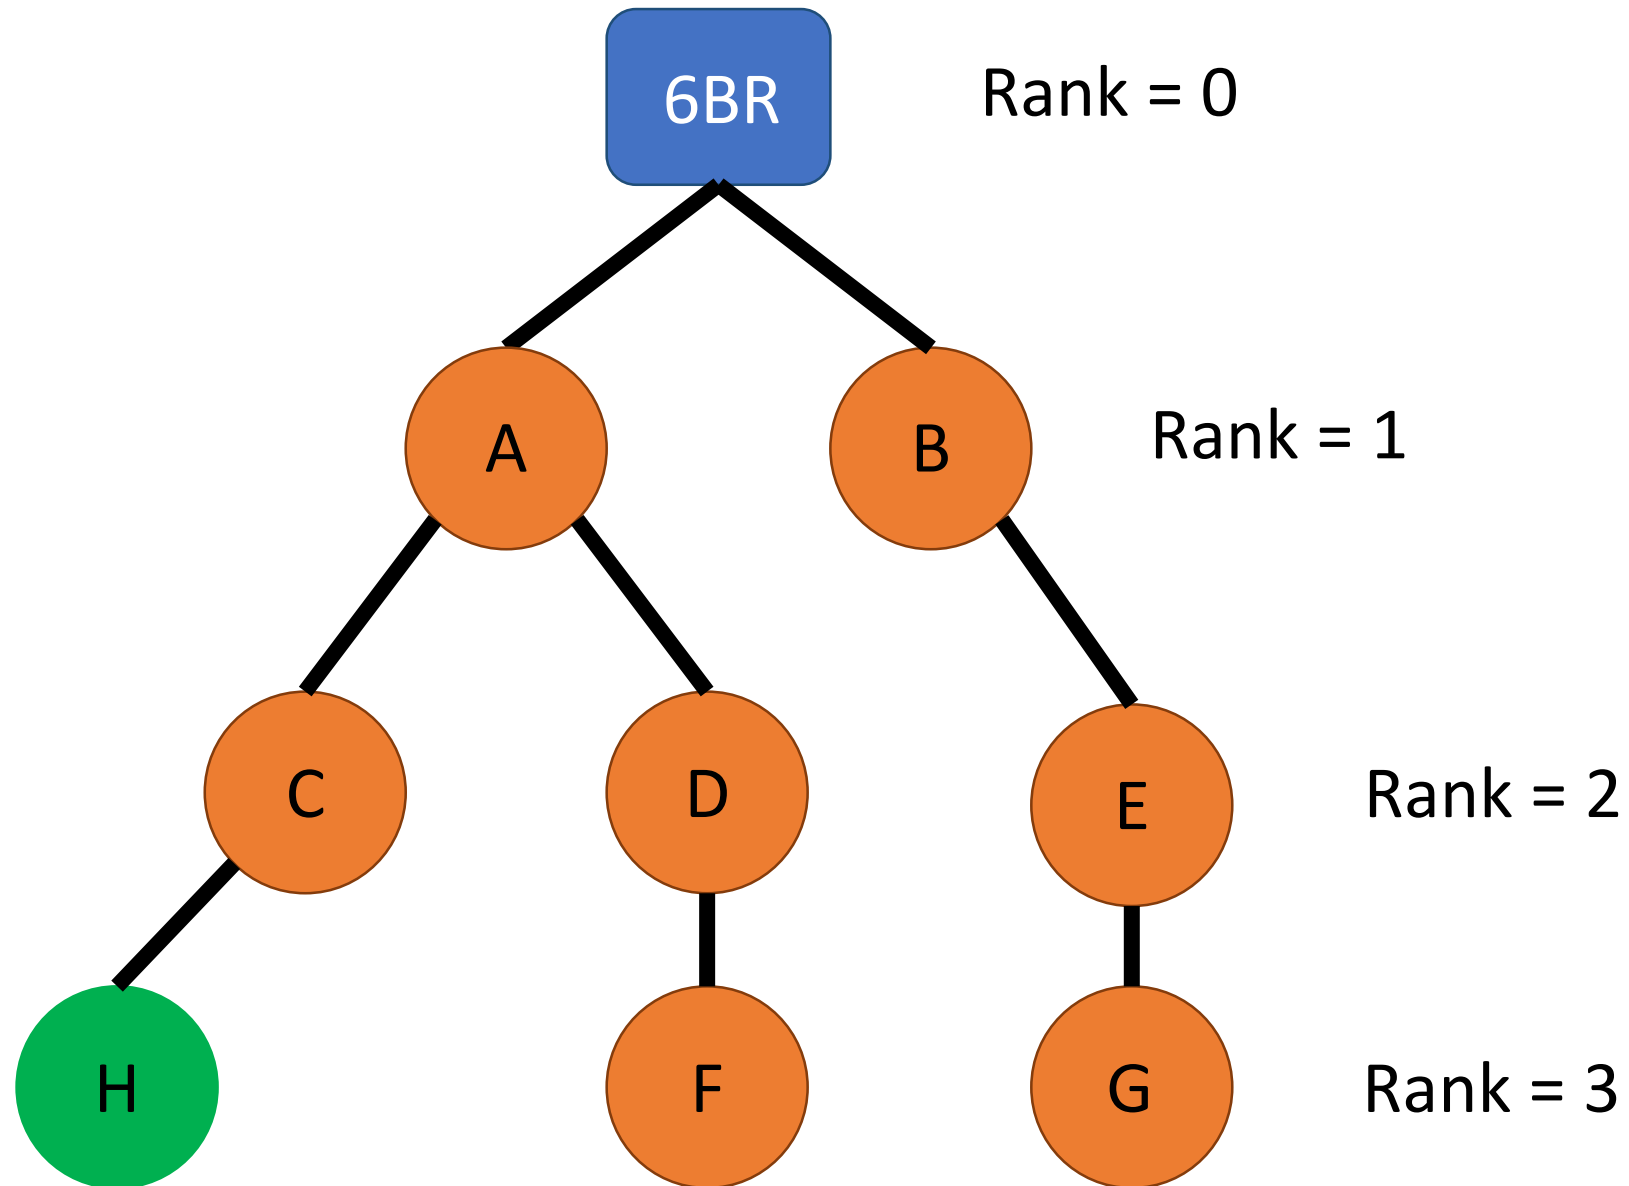 6BR
Rank = 0
A
B
Rank = 1
C
D
E
Rank = 2
H
F
G
Rank = 3